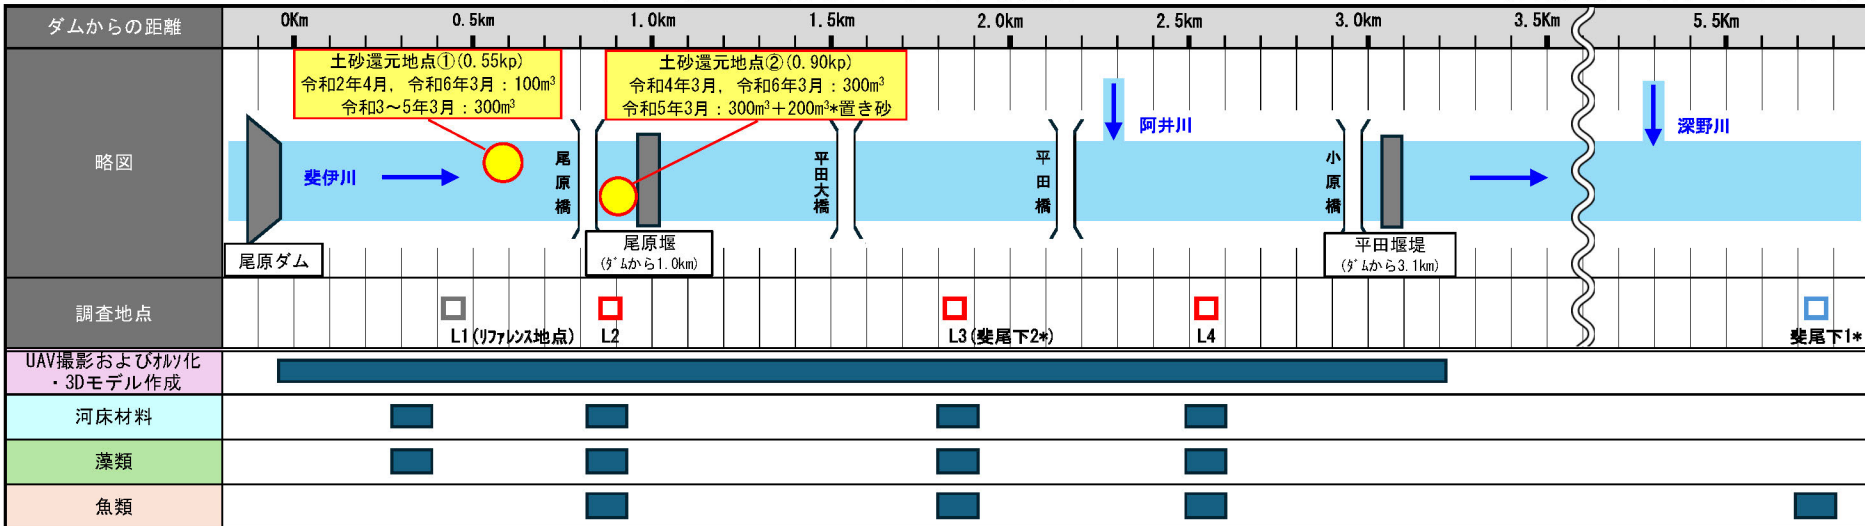 ダムからの距離
0Km
0.5km
1.0km
1.5km
2.0km
2.5km
3.0km
3.5Km
5.5Km
略図
土砂還元地点①(0.55kp)
令和2年4月，令和6年3月：100m³
令和3～5年3月：300m³
土砂還元地点②(0.90kp)
令和4年3月，令和6年3月：300m³
令和5年3月：300m³＋200m³*置き砂
斐伊川
尾原橋
平田大橋
平田橋
阿井川
小原橋
深野川
尾原ダム
尾原堰
(ダムから1.0km)
平田堰堤
(ダムから3.1km)
調査地点
L1(リファレンス地点)
L2
L3(斐尾下2*)
L4
斐尾下1*
UAV撮影およびオルソ化
・3Dモデル作成
河床材料
藻類
魚類